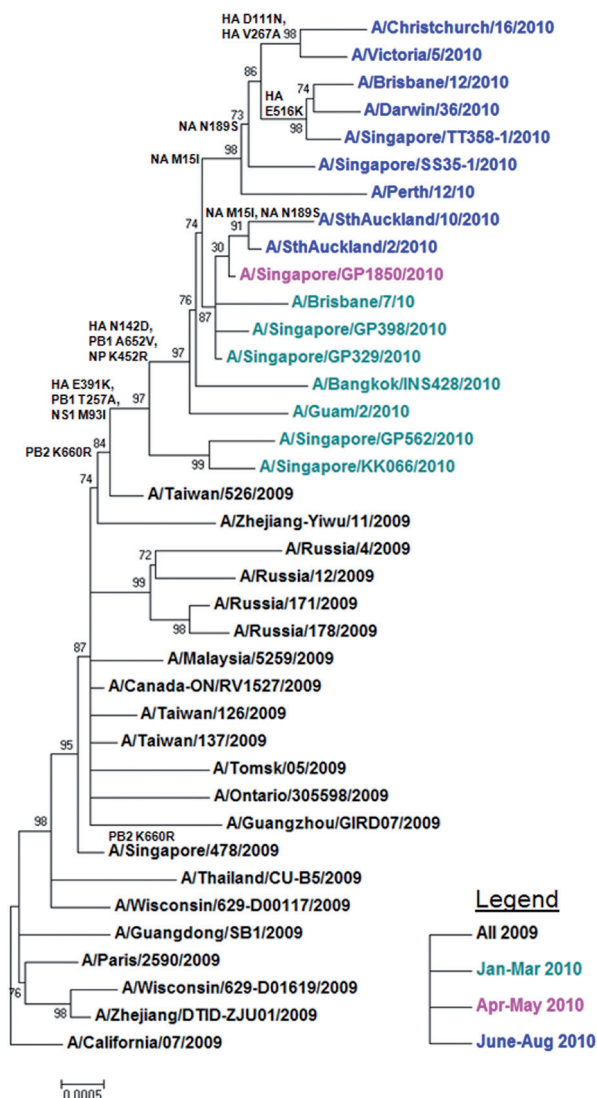 HA D111N,
HA V267A
98
A/Christchurch/16/2010
A/Victoria/5/2010
86
74
A/Brisbane/12/2010
HA
E516K
A/Darwin/36/2010
98
A/Singapore/TT358-1/2010
73
NA N189S
A/Singapore/SS35-1/2010
98
NA M15I
A/Perth/12/10
NA M15I, NA N189S
91
A/SthAuckland/10/2010
74
A/SthAuckland/2/2010
30
A/Singapore/GP1850/2010
76
A/Brisbane/7/10
87
A/Singapore/GP398/2010
HA N142D,
PB1 A652V,
NP K452R
97
A/Singapore/GP329/2010
A/Bangkok/INS428/2010
HA E391K,
PB1 T257A,
NS1 M93I
97
A/Guam/2/2010
A/Singapore/GP562/2010
99
A/Singapore/KK066/2010
PB2 K660R
84
74
A/Taiwan/526/2009
A/Zhejiang-Yiwu/11/2009
72
A/Russia/4/2009
99
A/Russia/12/2009
A/Russia/171/2009
98
A/Russia/178/2009
87
A/Malaysia/5259/2009
A/Canada-ON/RV1527/2009
A/Taiwan/126/2009
A/Taiwan/137/2009
95
A/Tomsk/05/2009
A/Ontario/305598/2009
A/Guangzhou/GIRD07/2009
PB2 K660R
A/Singapore/478/2009
98
A/Thailand/CU-B5/2009
A/Wisconsin/629-D00117/2009
A/Guangdong/SB1/2009
A/Paris/2590/2009
76
A/Wisconsin/629-D01619/2009
98
A/Zhejiang/DTID-ZJU01/2009
A/California/07/2009
0.0005
Legend
All 2009
Jan-Mar 2010
Apr-May 2010
June-Aug 2010